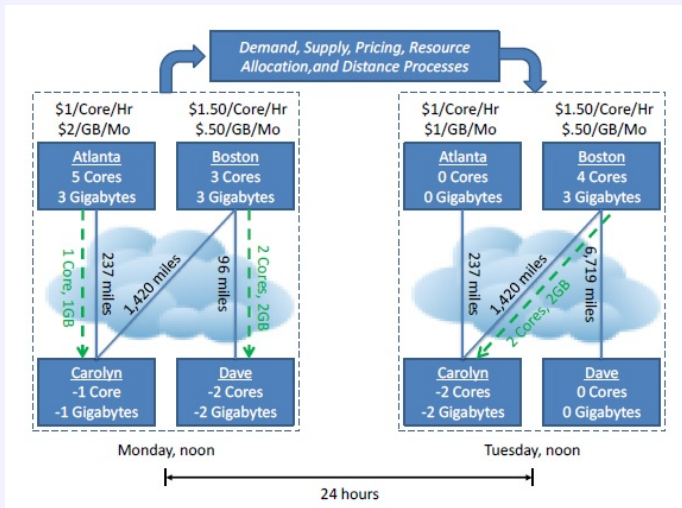 Demand, Supply, Pricing, Resource
Allocation,and Distance Processes
$1/Core/Hr
$2/GB/Mo
$1.50/Core/Hr
$.50/GB/Mo
Atlanta
5 Cores
3 Gigabytes
Boston
3 Cores
3 Gigabytes
1 Core, 1GB
237 miles
1,420 miles
96 miles
2 Cores, 2GB
Carolyn
-1 Core
-1 Gigabytes
Dave
-2 Cores
-2 Gigabytes
Monday, noon
$1/Core/Hr
$1/GB/Mo
$1.50/Core/Hr
$.50/GB/Mo
Atlanta
0 Cores
0 Gigabytes
Boston
4 Cores
3 Gigabytes
237 miles
1,420 miles
2 Cores, 2GB
6,719 miles
Carolyn
-2 Cores
-2 Gigabytes
Dave
0 Cores
0 Gigabytes
Tuesday, noon
24 hours